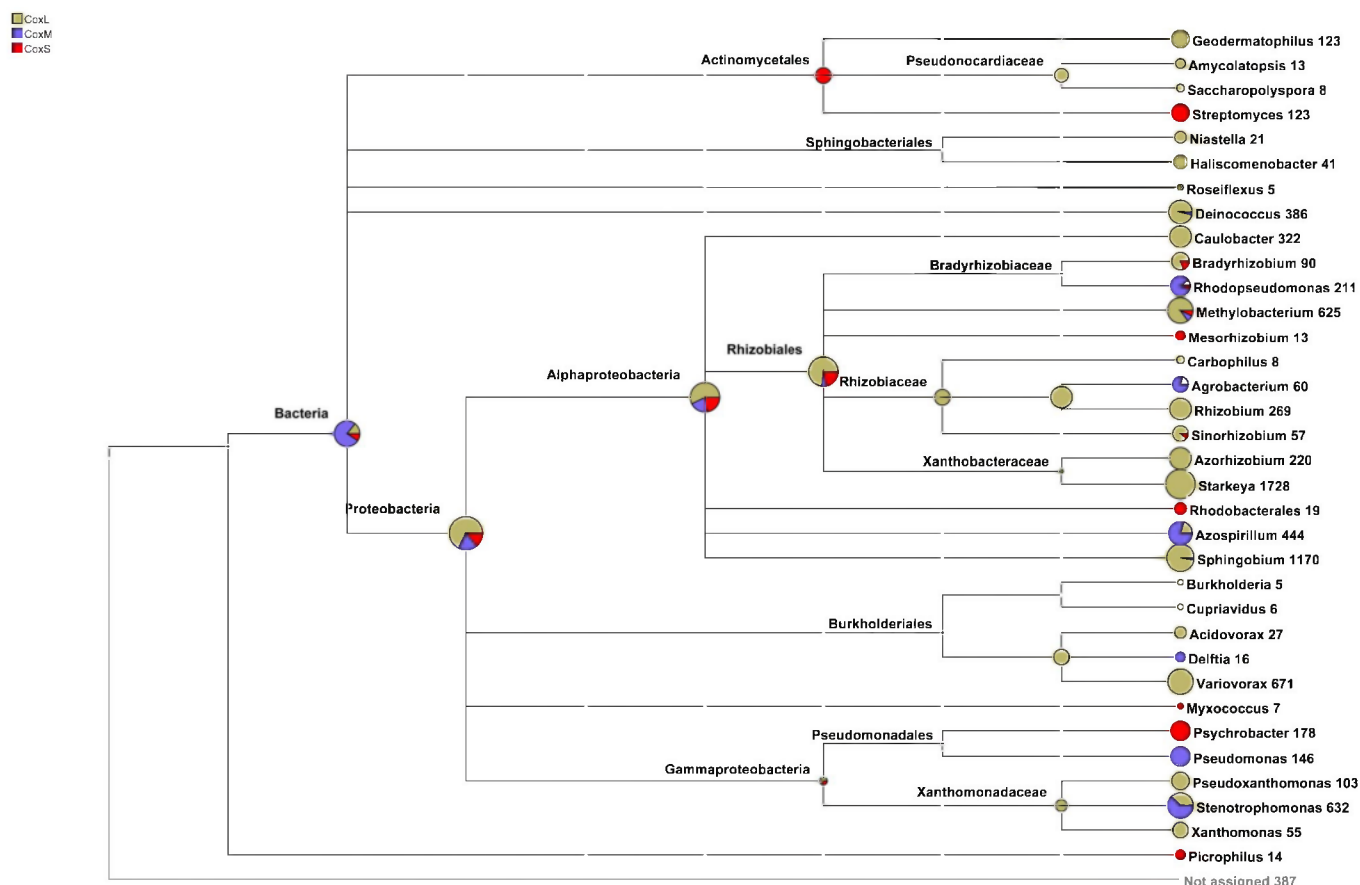 CoxL
CoxM
CoxS
Geodermatophilus 123
Actinomycetales
Pseudonocardiaceae
Amycolatopsis 13
Saccharopolyspora 8
Streptomyces 123
Sphingobacteriales
Niastella 21
Haliscomenobacter 41
Roseiflexus 5
Deinococcus 386
Caulobacter 322
Bradyrhizobiaceae
Bradyrhizobium 90
Rhodopseudomonas 211
Methylobacterium 625
Mesorhizobium 13
Rhizobiales
Carbophilus 8
Alphaproteobacteria
Rhizobiaceae
Agrobacterium 60
Rhizobium 269
Bacteria
Sinorhizobium 57
Xanthobacteraceae
Azorhizobium 220
Starkeya 1728
Proteobacteria
Rhodobacterales 19
Azospirillum 444
Sphingobium 1170
Burkholderia 5
Cupriavidus 6
Burkholderiales
Acidovorax 27
Delftia 16
Variovorax 671
Myxococcus 7
Pseudomonadales
Psychrobacter 178
Pseudomonas 146
Gammaproteobacteria
Pseudoxanthomonas 103
Xanthomonadaceae
Stenotrophomonas 632
Xanthomonas 55
Picrophilus 14
Not assigned 387